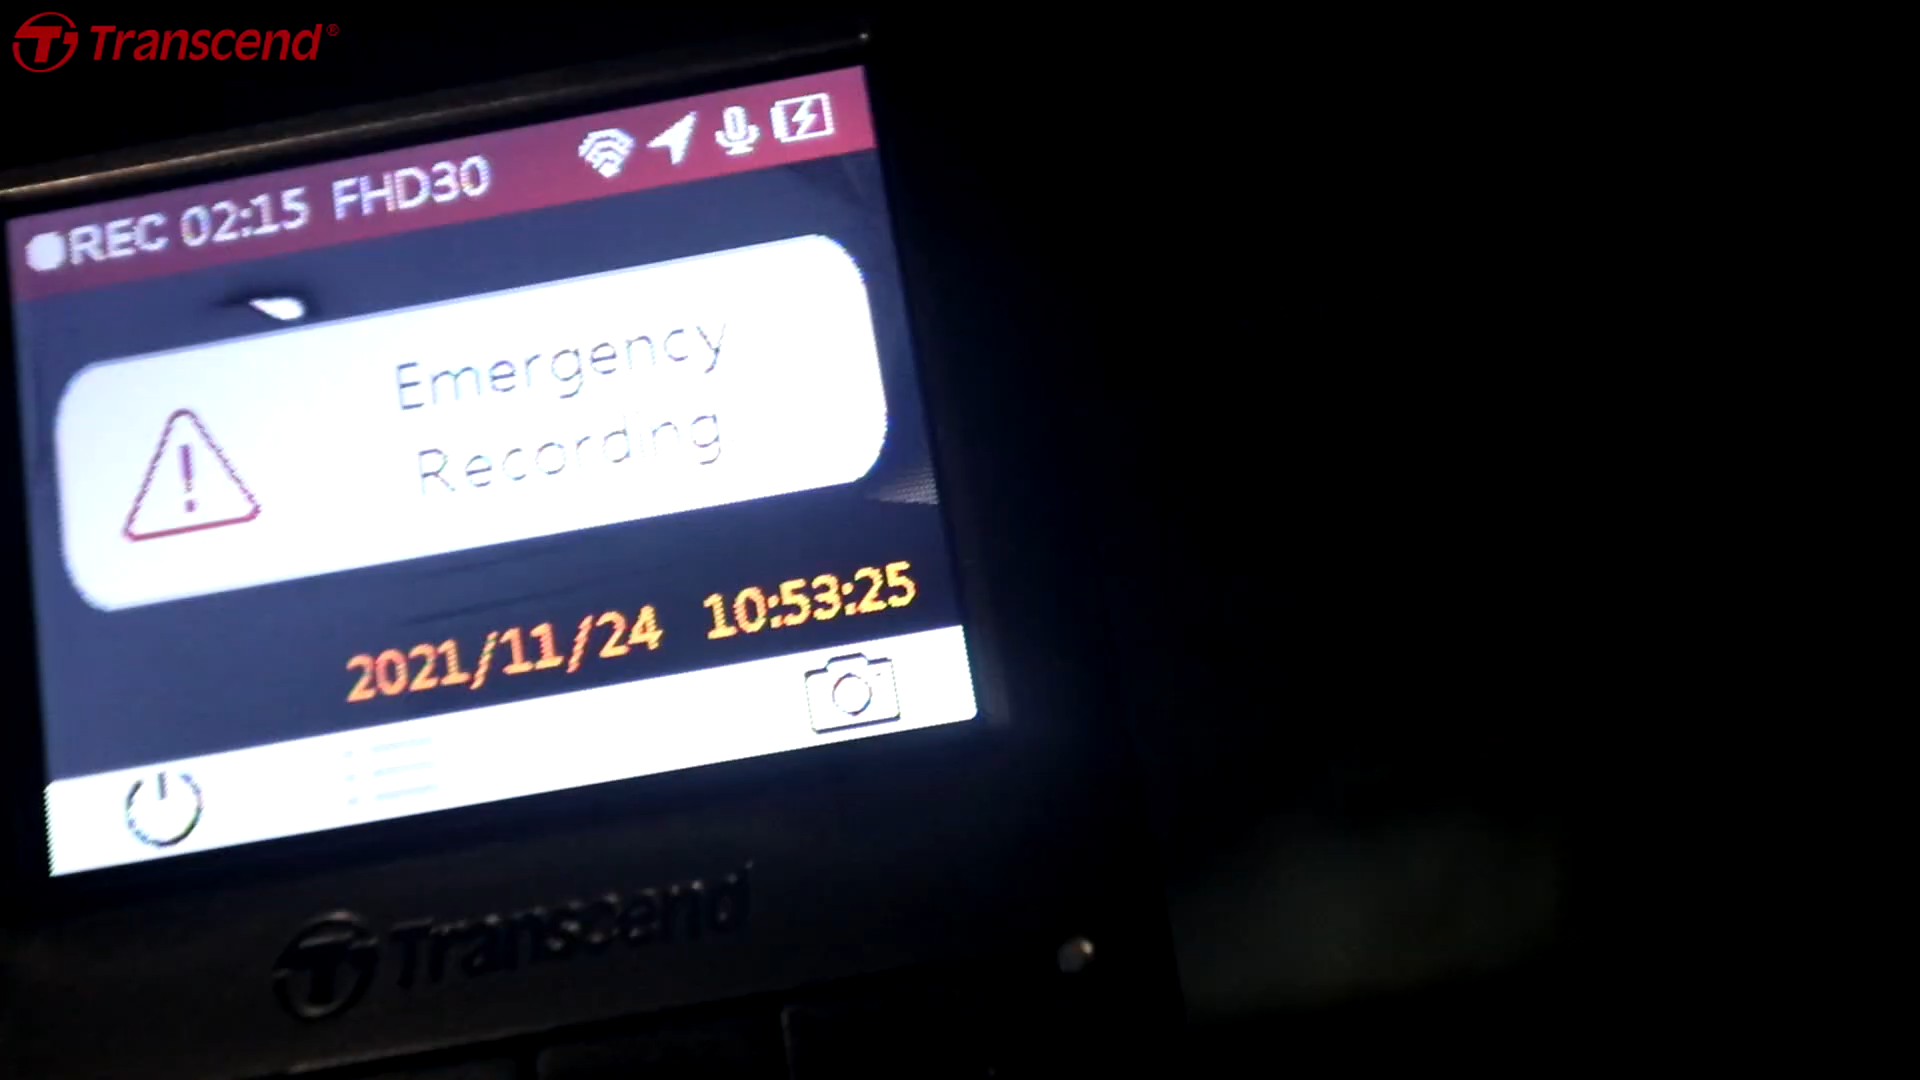 Transcend®
REC 02:15 FHD30
Emergency
Recording
2021/11/24 10:53:25
Transcend